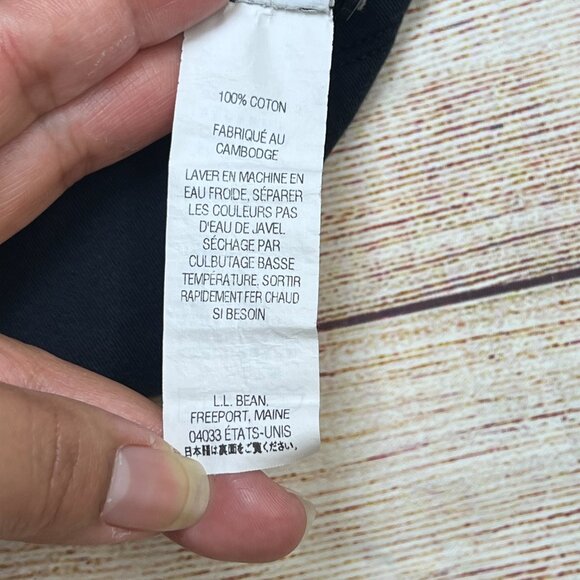 100% COTON
FABRIQUÉ AU
CAMBODGE
LAVER EN MACHINE EN
EAU FROIDE, SÉPARER
LES COULEURS PAS
D'EAU DE JAVEL.
SÉCHAGE PAR
CULBUTAGE BASSE
TEMPÉRATURE. SORTIR
RAPIDEMENT FER CHAUD
SI BESOIN
L.L. BEAN,
FREEPORT, MAINE
04033 ÉTATS-UNIS
日本語は裏面をご覧ください。